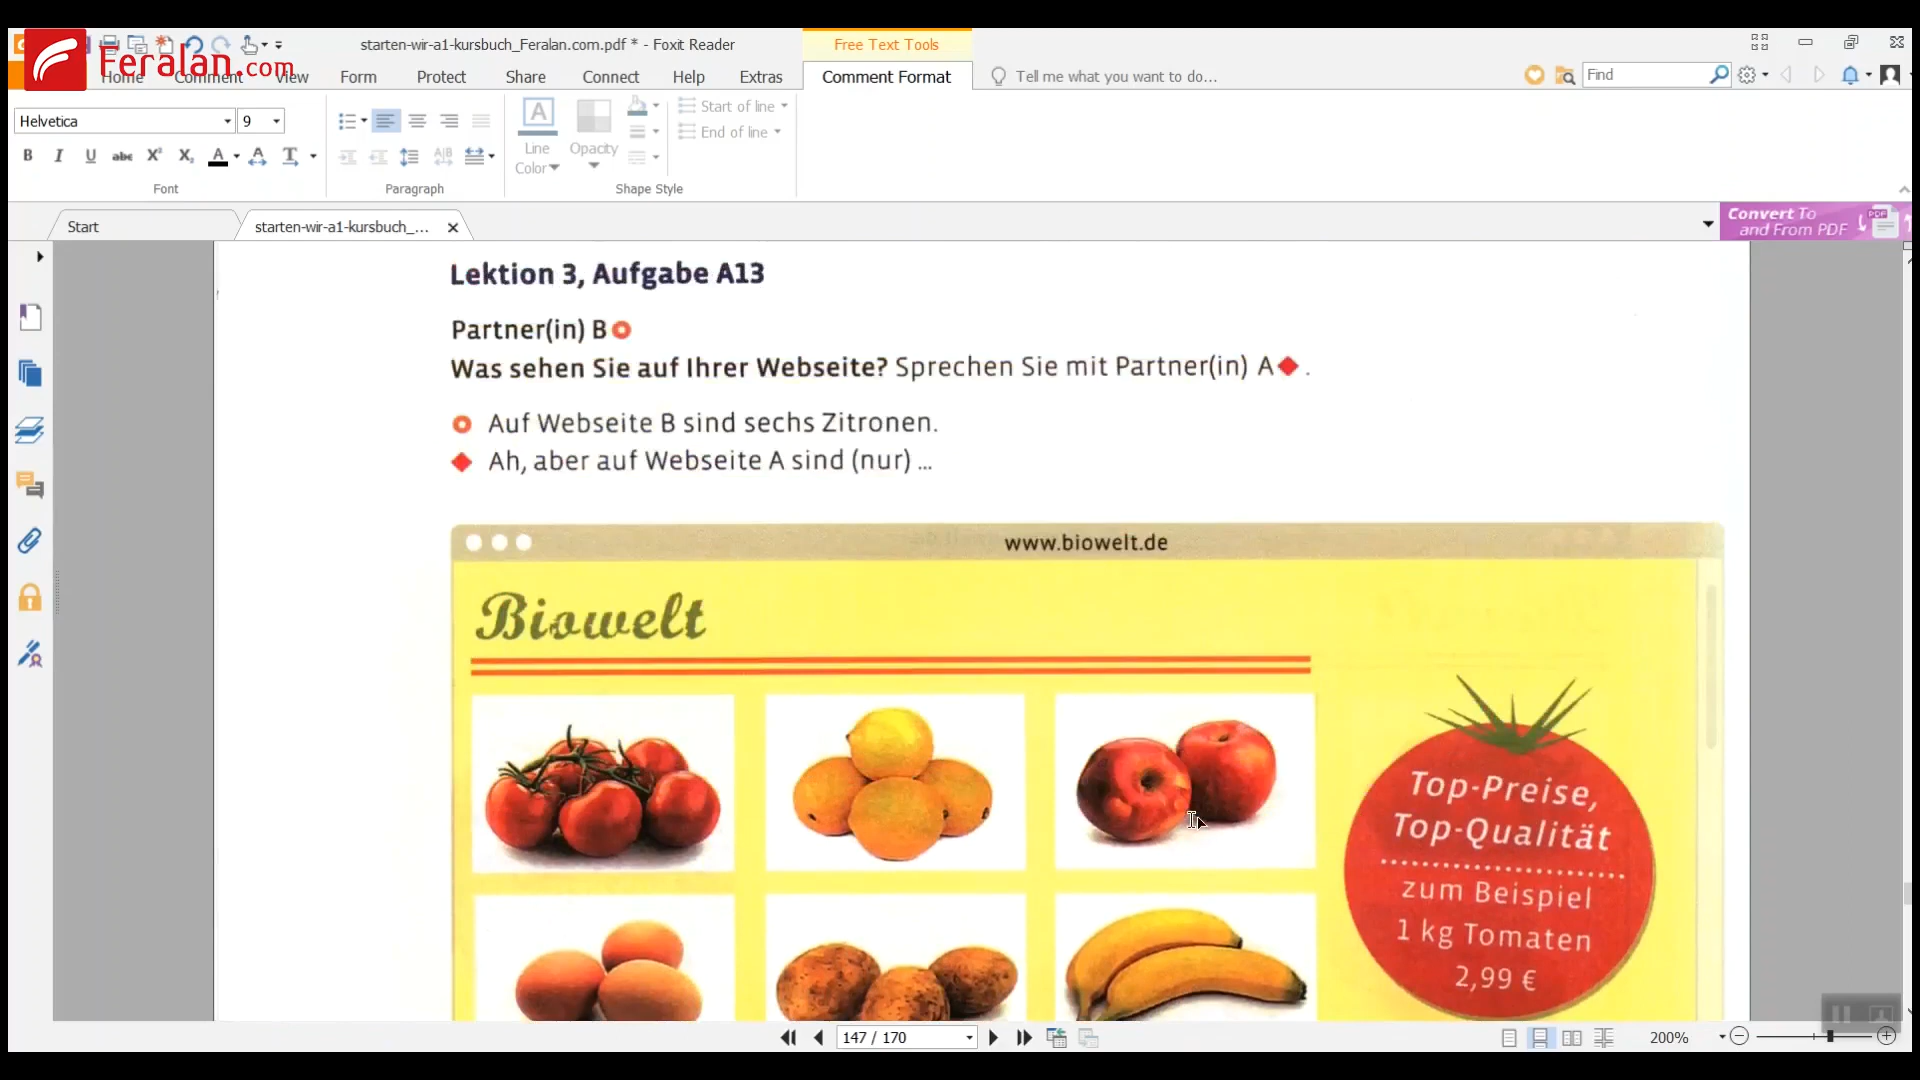 starten-wir-a1-kursbuch_Feralan.com.pdf * - Foxit Reader
Free Text Tools
Feralan.com
Home Comment View Form Protect Share Connect Help Extras Comment Format Tell me what you want to do... Find
Helvetica 9
Line Color
Opacity
Start of line
End of line
Font Paragraph Shape Style
Start
starten-wir-a1-kursbuch_...
Convert To
and From PDF
Lektion 3, Aufgabe A13
Partner(in) B
Was sehen Sie auf Ihrer Webseite? Sprechen Sie mit Partner(in) A .
Auf Webseite B sind sechs Zitronen.
Ah, aber auf Webseite A sind (nur) ...
www.biowelt.de
Biowelt
Top-Preise,
Top-Qualität
zum Beispiel
1 kg Tomaten
2,99 €
147 / 170
200%